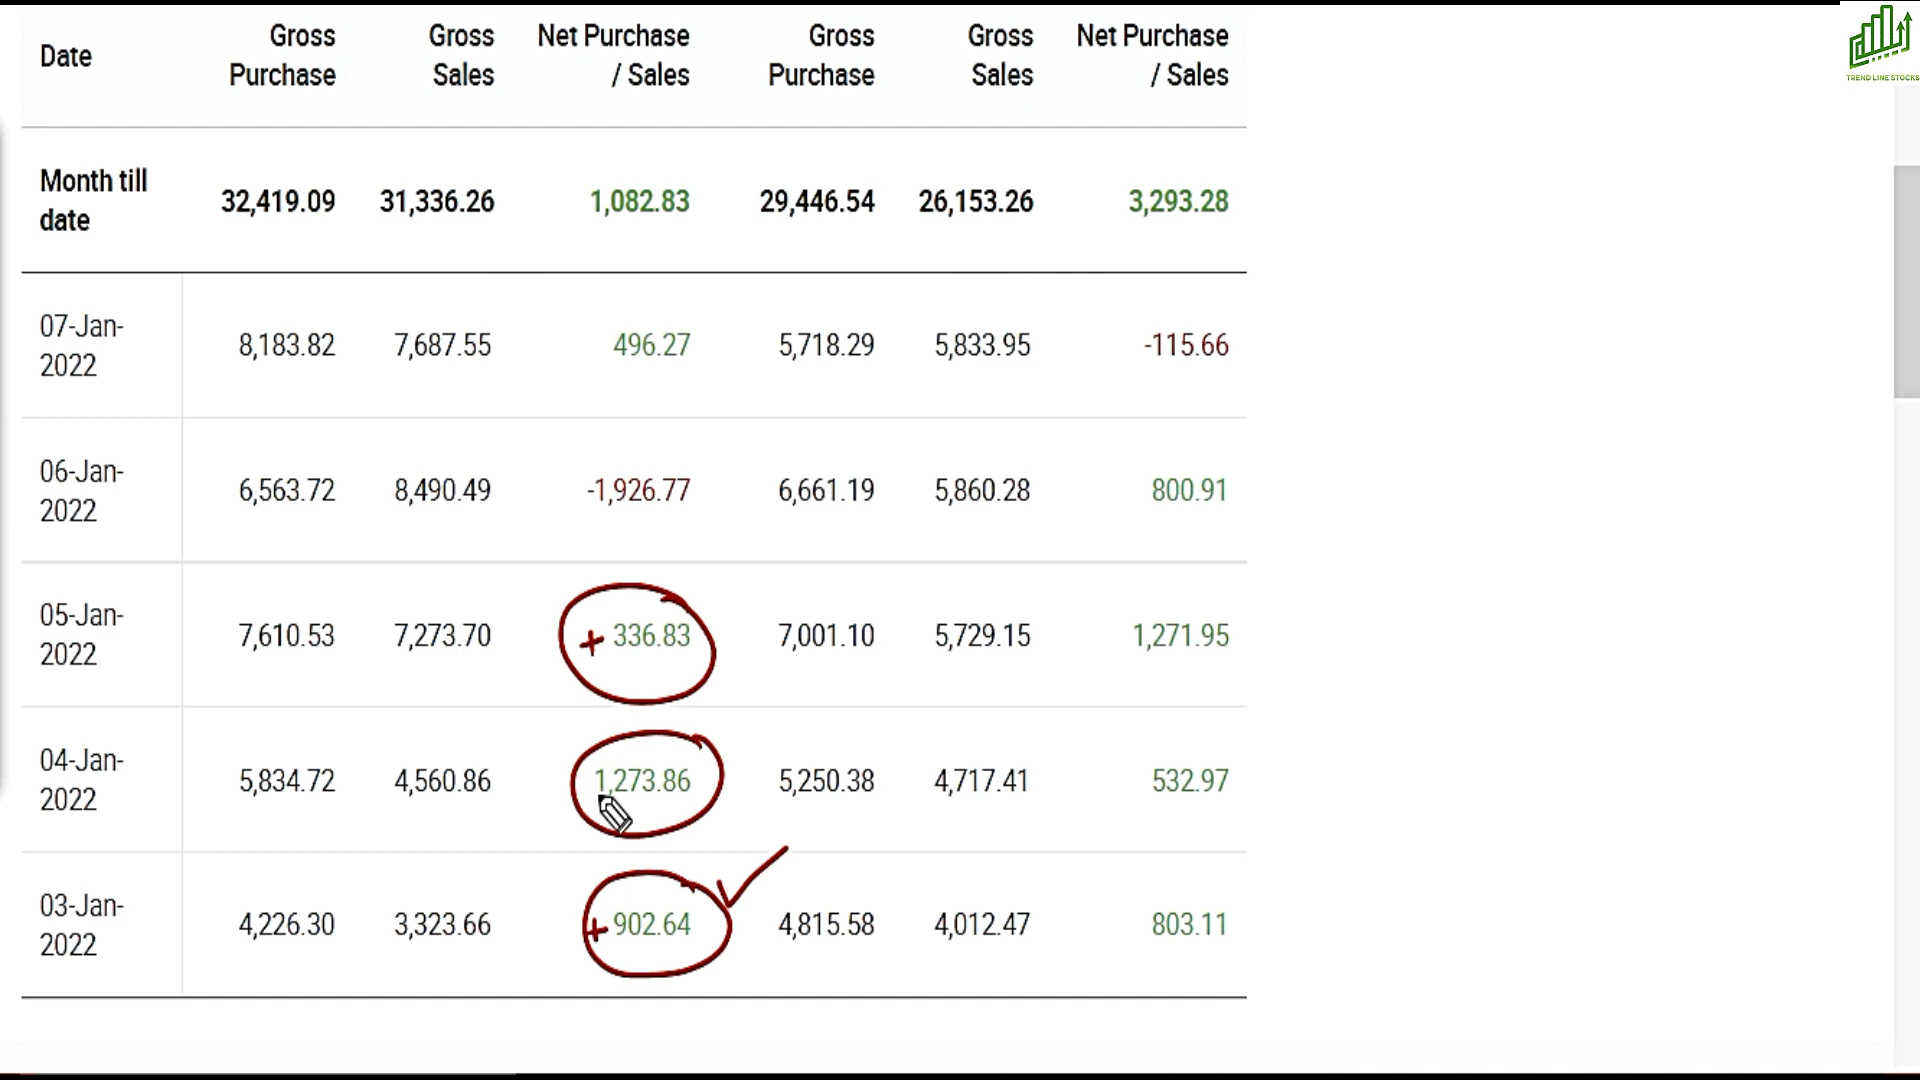 Date Gross Purchase Gross Sales Net Purchase / Sales Gross Purchase Gross Sales Net Purchase / Sales
Month till date 32,419.09 31,336.26 1,082.83 29,446.54 26,153.26 3,293.28
07-Jan-2022 8,183.82 7,687.55 496.27 5,718.29 5,833.95 -115.66
06-Jan-2022 6,563.72 8,490.49 -1,926.77 6,661.19 5,860.28 800.91
05-Jan-2022 7,610.53 7,273.70 + 336.83 7,001.10 5,729.15 1,271.95
04-Jan-2022 5,834.72 4,560.86 1,273.86 5,250.38 4,717.41 532.97
03-Jan-2022 4,226.30 3,323.66 + 902.64 4,815.58 4,012.47 803.11
TREND LINE STOCKS